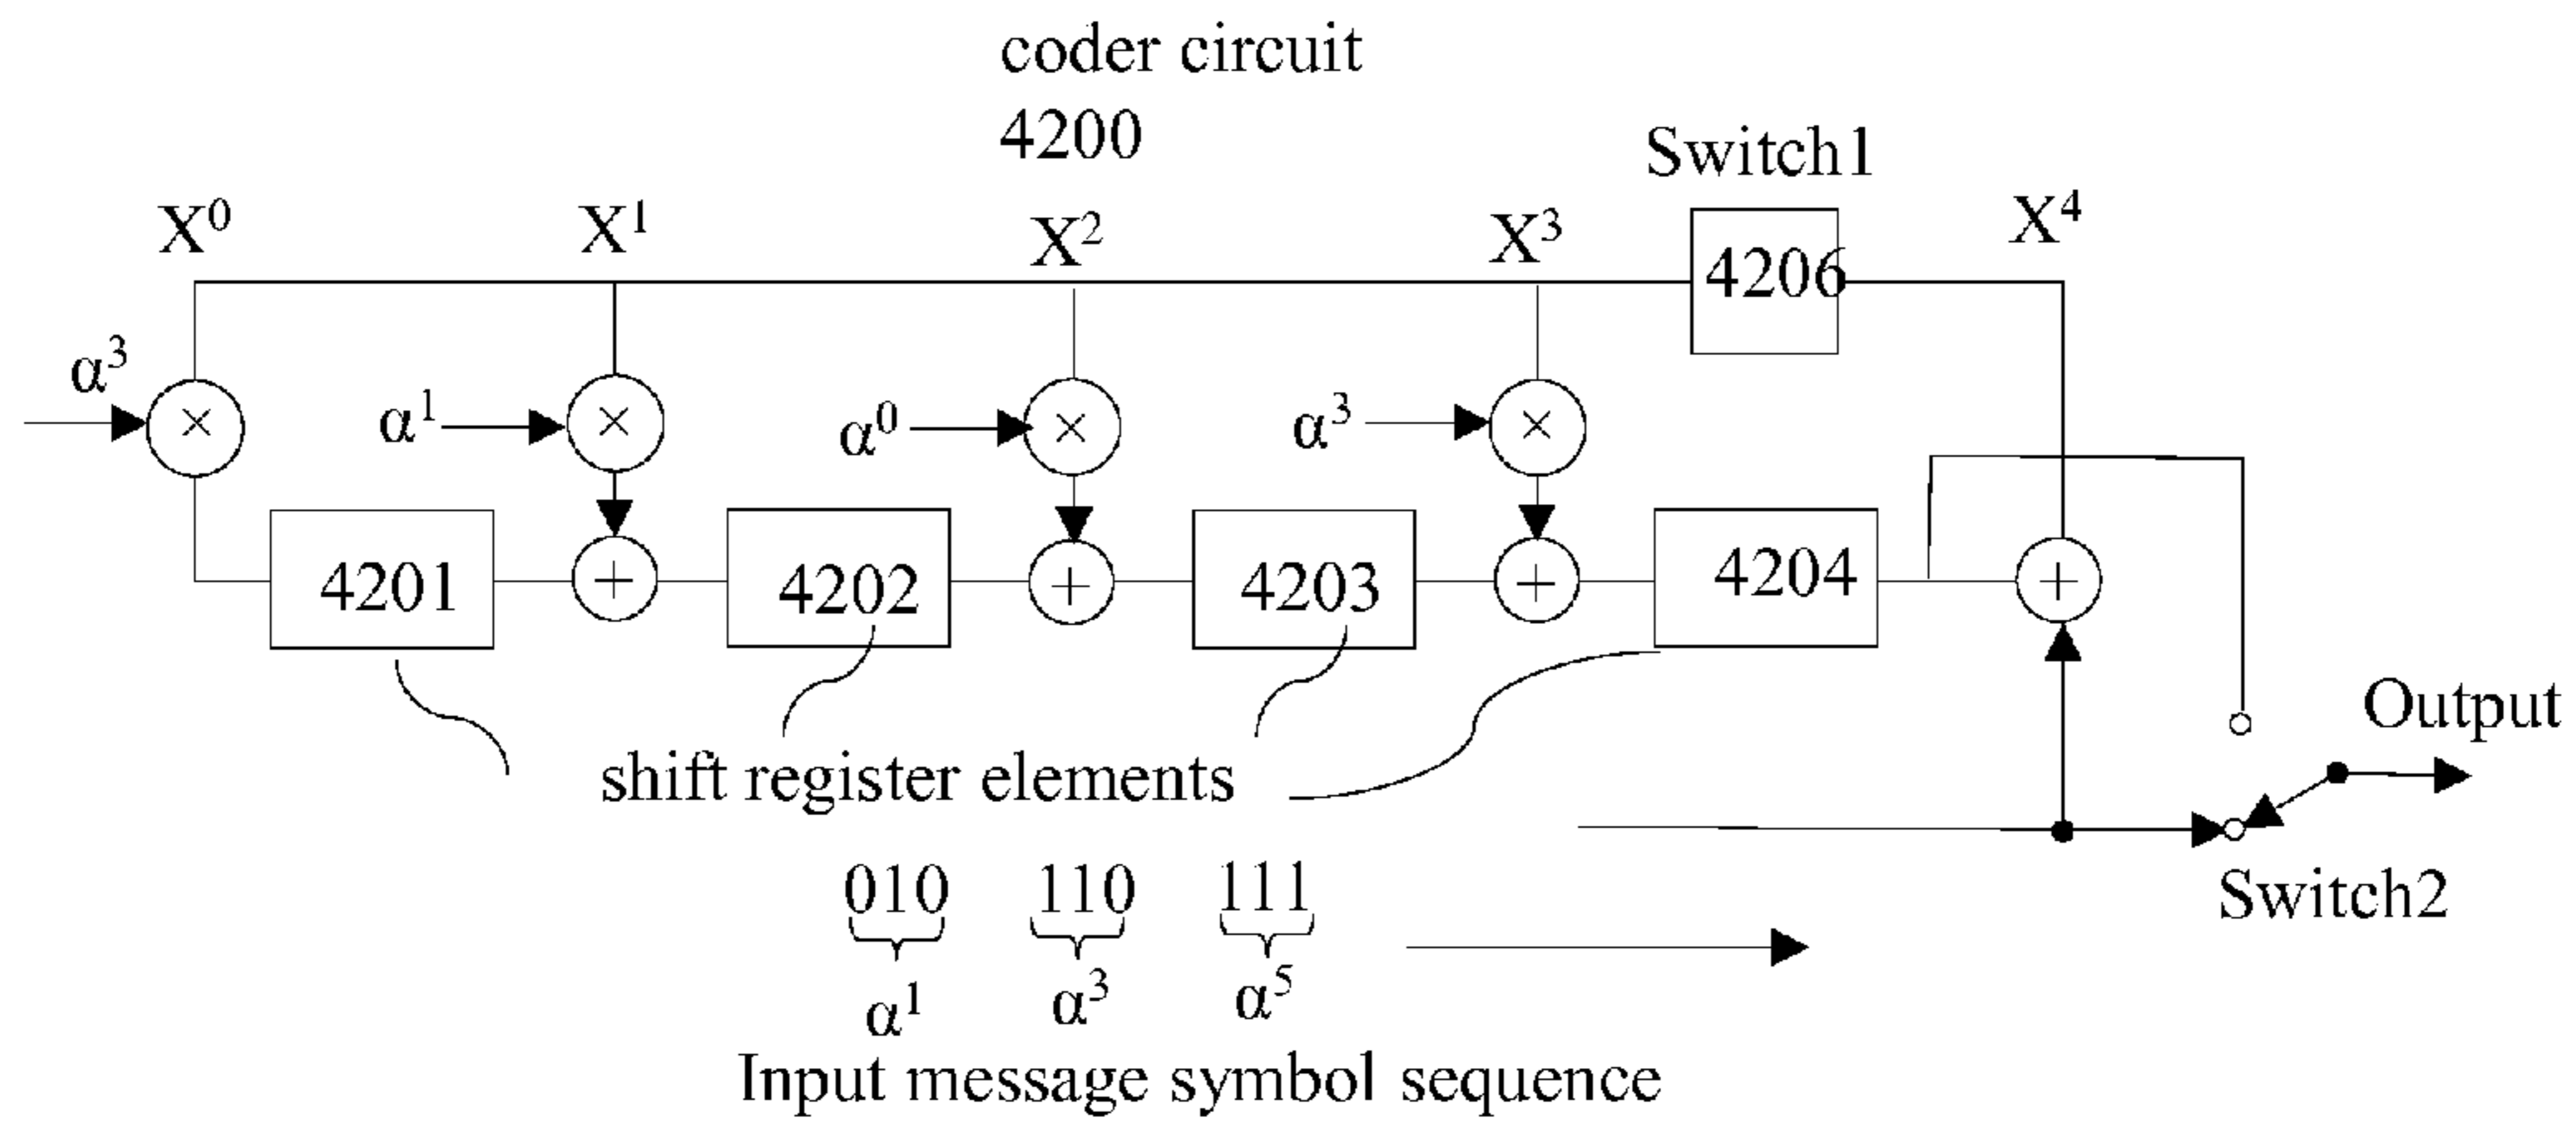 coder circuit
4200
Switch1
X⁰ X¹ X² X³ 4206 X⁴
α³ α¹ α⁰ α³
× × × ×
4201 + 4202 + 4203 + 4204 +
shift register elements
Output
010 110 111
Switch2
α¹ α³ α⁵
Input message symbol sequence